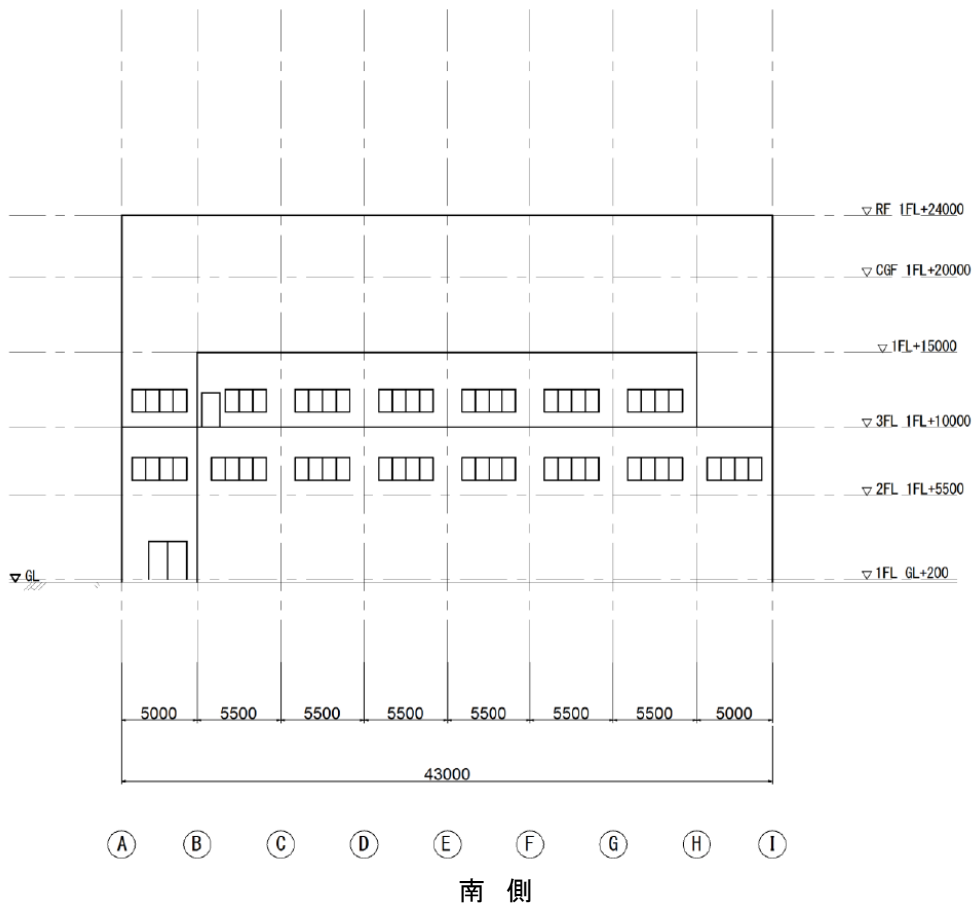 ▽ RF 1FL+24000
▽ CGF 1FL+20000
▽ 1FL+15000
▽ 3FL 1FL+10000
▽ 2FL 1FL+5500
▽ GL
▽ 1FL GL+200
5000 5500 5500 5500 5500 5500 5500 5000
43000
A B C D E F G H I
南 側